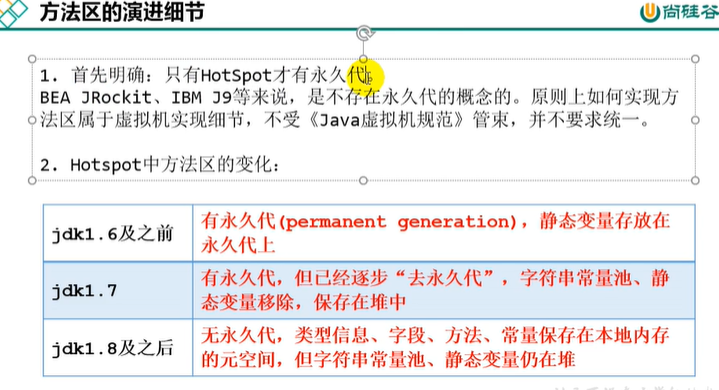 方法区的演进细节
尚硅谷
1. 首先明确：只有HotSpot才有永久代。
BEA JRockit、IBM J9等来说，是不存在永久代的概念的。原则上如何实现方
法区属于虚拟机实现细节，不受《Java虚拟机规范》管束，并不要求统一。
2. Hotspot中方法区的变化：
jdk1.6及之前
有永久代(permanent generation)，静态变量存放在
永久代上
jdk1.7
有永久代，但已经逐步“去永久代”，字符串常量池、静
态变量移除，保存在堆中
jdk1.8及之后
无永久代，类型信息、字段、方法、常量保存在本地内存
的元空间，但字符串常量池、静态变量仍在堆